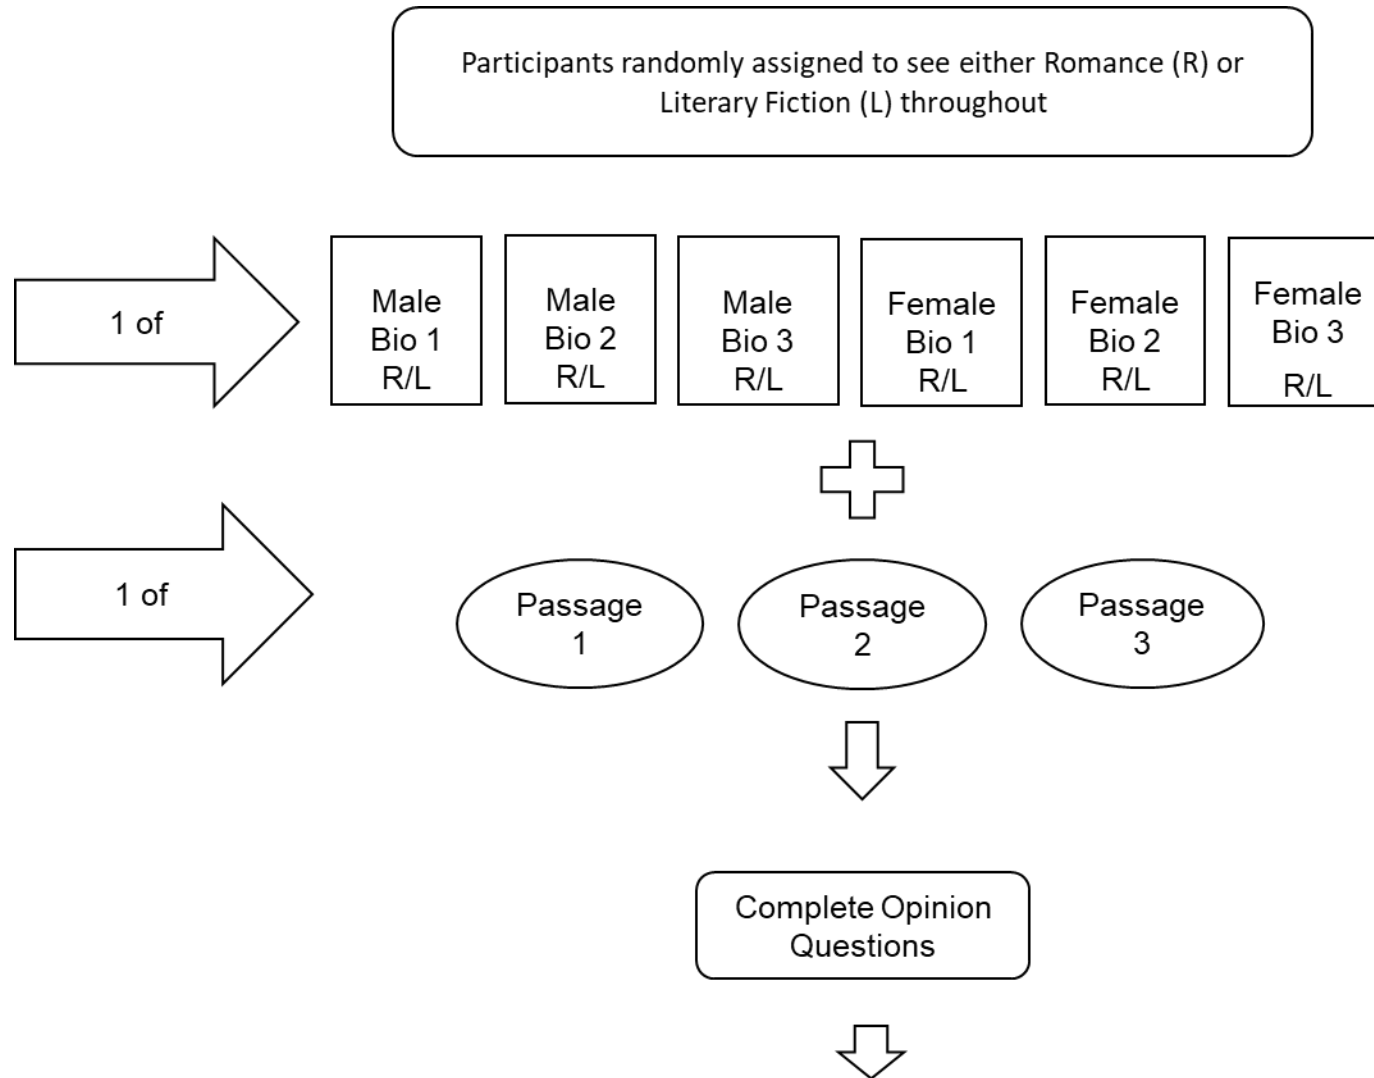 Participants randomly assigned to see either Romance (R) or
Literary Fiction (L) throughout
1 of
Male
Bio 1
R/L
Male
Bio 2
R/L
Male
Bio 3
R/L
Female
Bio 1
R/L
Female
Bio 2
R/L
Female
Bio 3
R/L
1 of
Passage
1
Passage
2
Passage
3
Complete Opinion
Questions